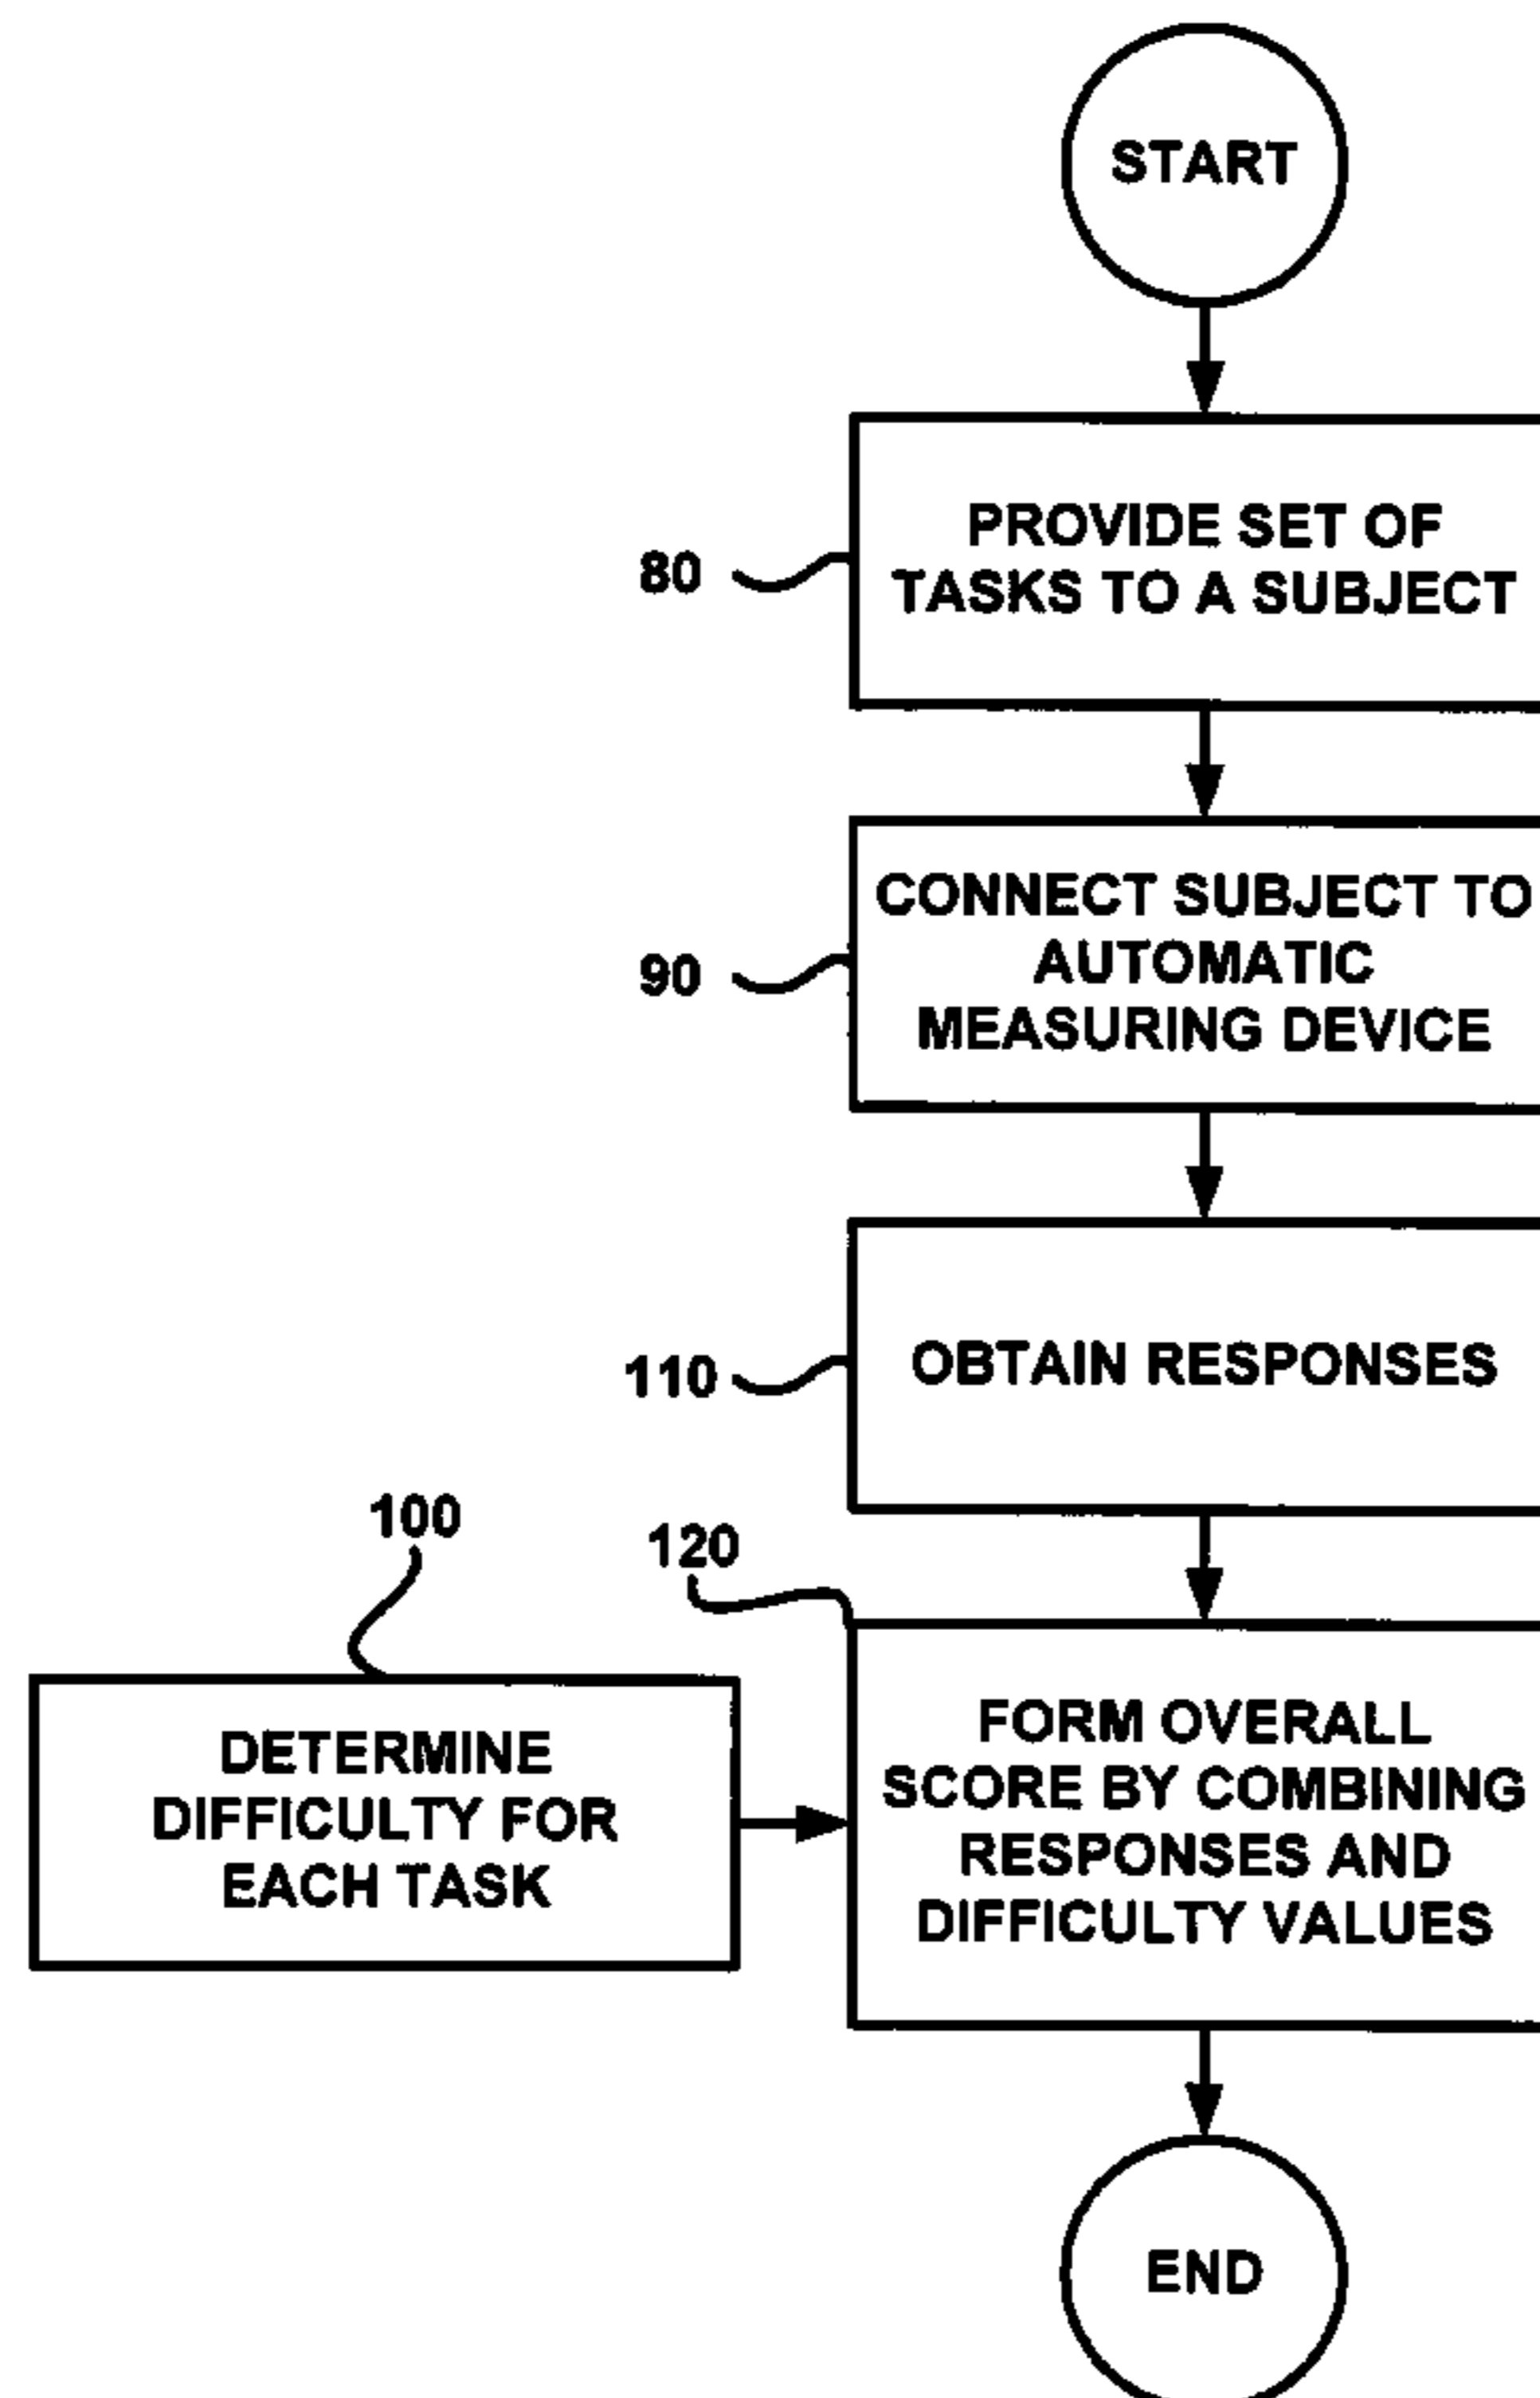 START
PROVIDE SET OF
TASKS TO A SUBJECT
80
CONNECT SUBJECT TO
AUTOMATIC
MEASURING DEVICE
90
OBTAIN RESPONSES
110
100
120
DETERMINE
DIFFICULTY FOR
EACH TASK
FORM OVERALL
SCORE BY COMBINING
RESPONSES AND
DIFFICULTY VALUES
END